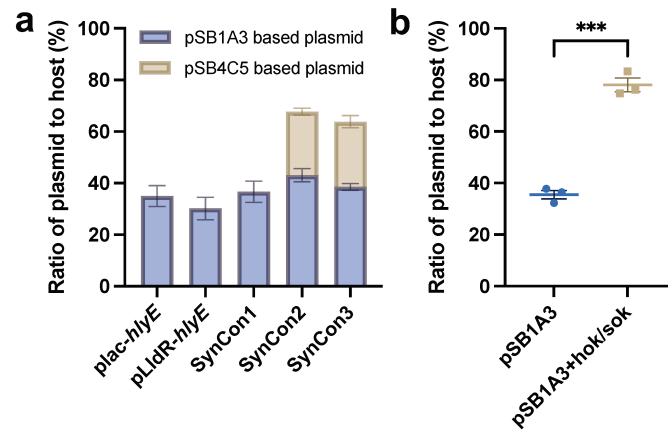 a
Ratio of plasmid to host (%)
100
80
60
40
20
0
pSB1A3 based plasmid
pSB4C5 based plasmid
plac-hlyE
pLldR-hlyE
SynCon1
SynCon2
SynCon3
b
Ratio of plasmid to host (%)
100
80
60
40
20
0
***
pSB1A3
pSB1A3+hok/sok